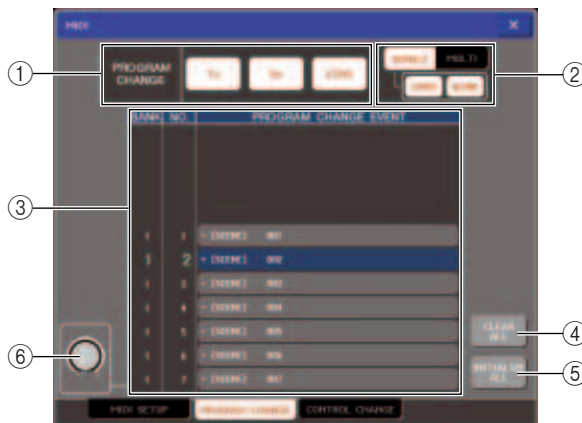 MIDI
×
PROGRAM CHANGE
Tx
Rx
ECHO
SINGLE
MULTI
OMNI
BANK
BANK NO. PROGRAM CHANGE EVENT
1 1 [SCENE] 001
1 2 [SCENE] 002
1 3 [SCENE] 003
1 4 [SCENE] 004
1 5 [SCENE] 005
1 6 [SCENE] 006
1 7 [SCENE] 007
CLEAR ALL
INITIALIZE ALL
MIDI SETUP
PROGRAM CHANGE
CONTROL CHANGE
1
2
3
4
5
6